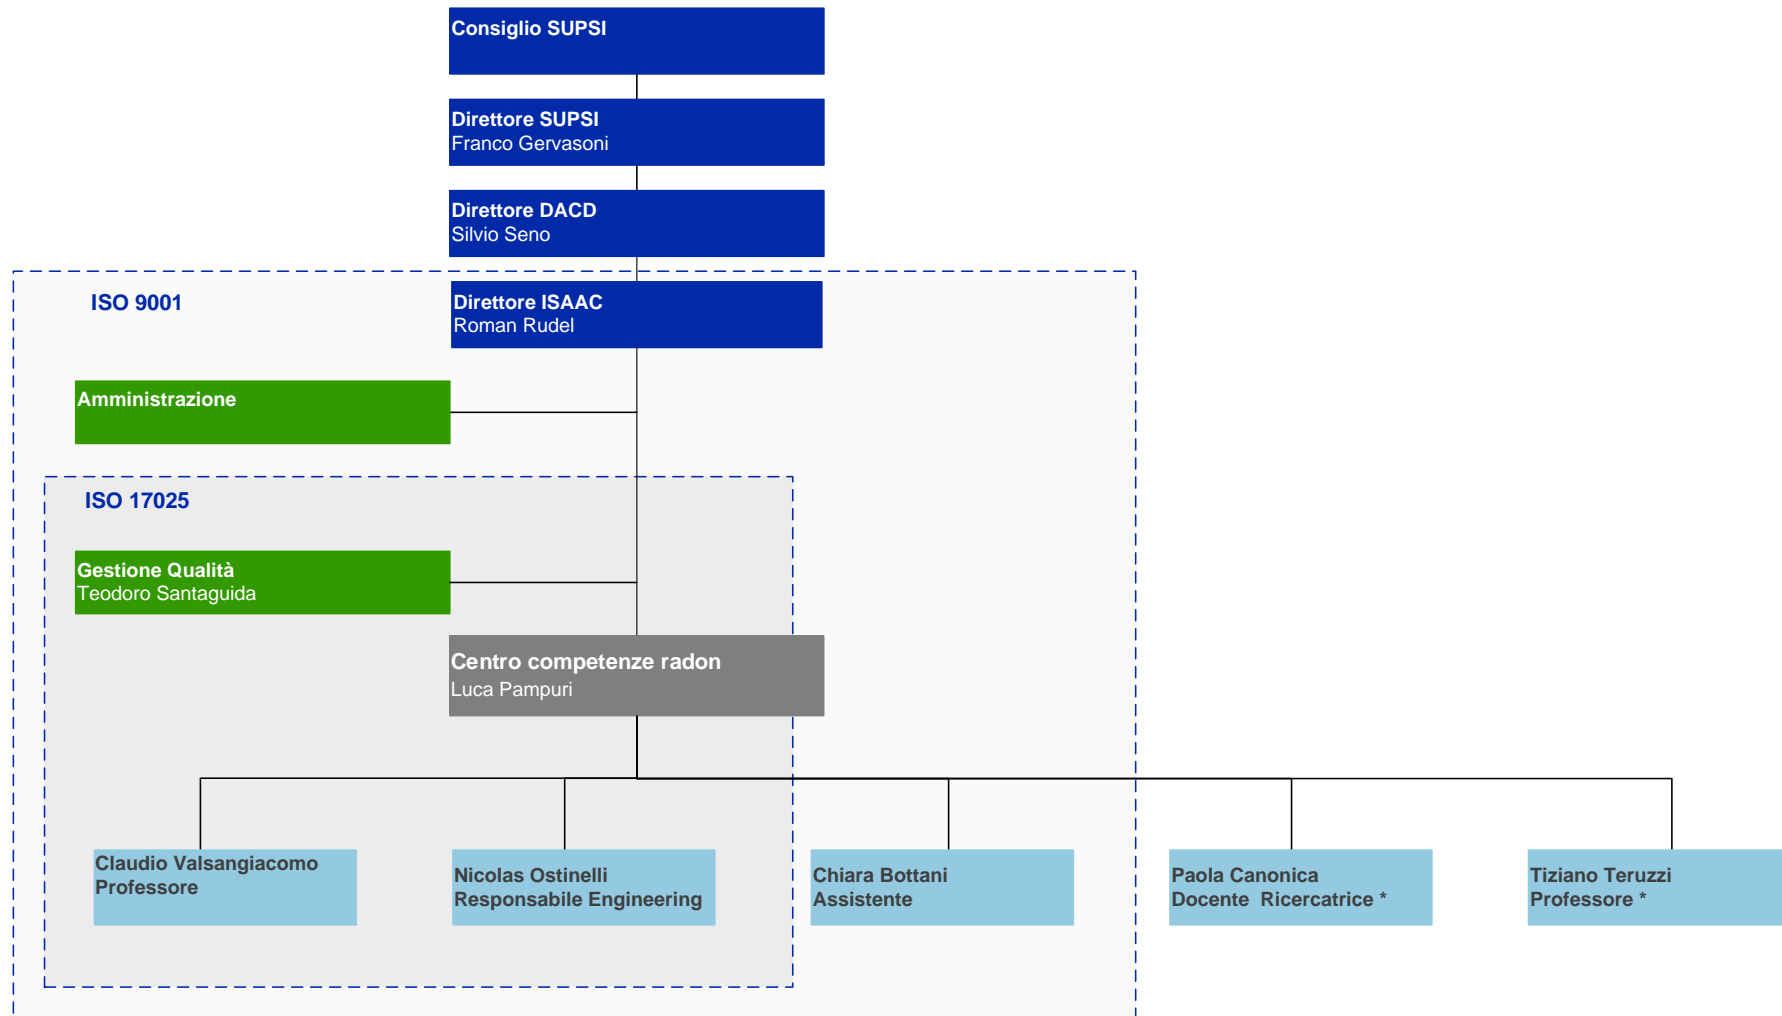 Consiglio SUPSI
Direttore SUPSI
Franco Gervasoni
Direttore DACD
Silvio Seno
ISO 9001
Direttore ISAAC
Roman Rudel
Amministrazione
ISO 17025
Gestione Qualità
Teodoro Santaguida
Centro competenze radon
Luca Pampuri
Claudio Valsangiacomo
Professore
Nicolas Ostinelli
Responsabile Engineering
Chiara Bottani
Assistente
Paola Canonica
Docente  Ricercatrice *
Tiziano Teruzzi
Professore *